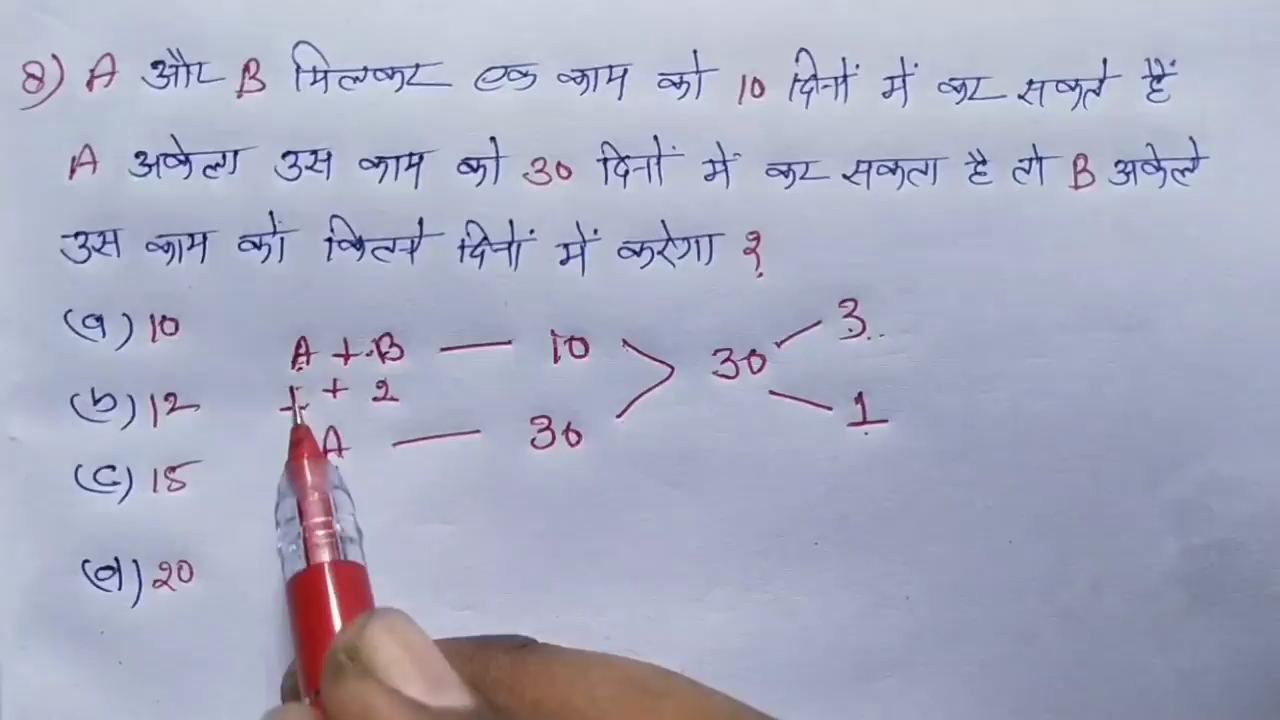 8) A और B मिलकर एक काम को 10 दिनों में कर सकते हैं
A अकेला उस काम को 30 दिनों में कर सकता है तो B अकेले
उस काम को कितने दिनों में करेगा ?
(a) 10
(b) 12
(c) 15
(d) 20
A + B — 10
+ 2
A — 30
30
3
1